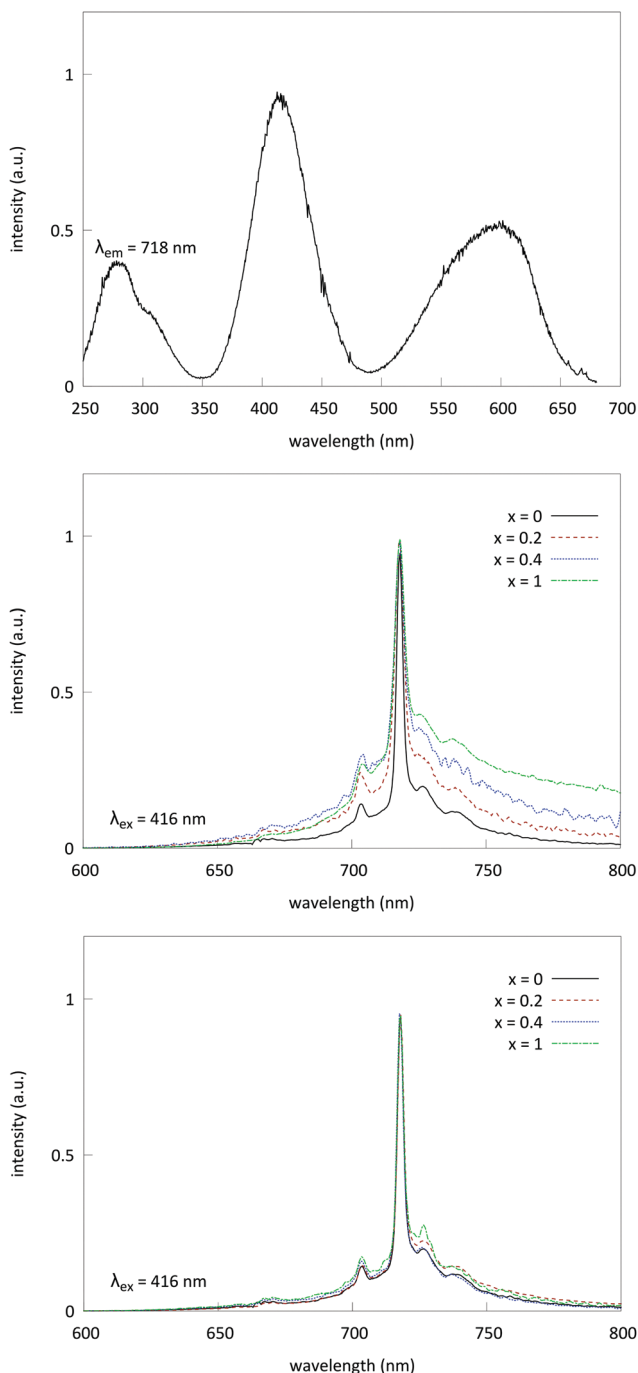 1
0.5
0
intensity (a.u.)
λem = 718 nm
250 300 350 400 450 500 550 600 650 700
wavelength (nm)
1
0.5
0
intensity (a.u.)
x = 0
x = 0.2
x = 0.4
x = 1
λex = 416 nm
600 650 700 750 800
wavelength (nm)
1
0.5
0
intensity (a.u.)
x = 0
x = 0.2
x = 0.4
x = 1
λex = 416 nm
600 650 700 750 800
wavelength (nm)